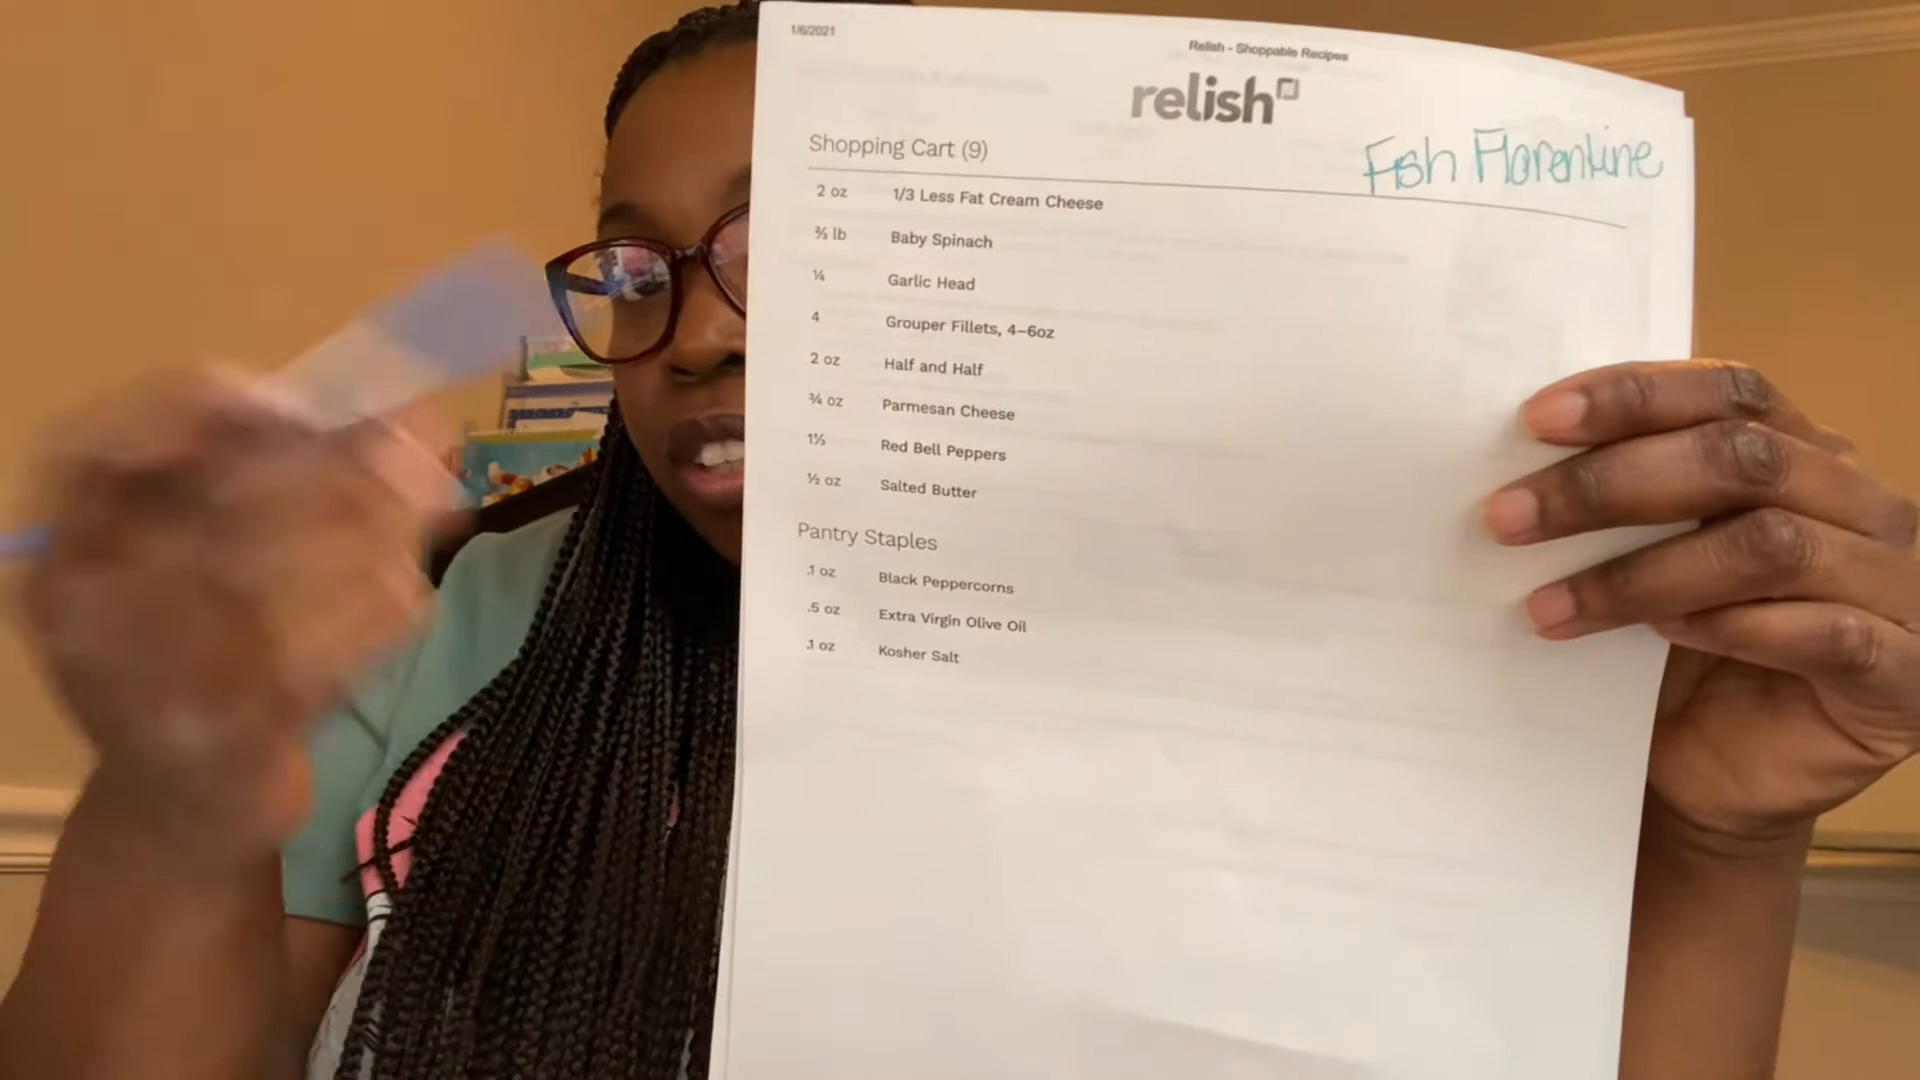 1/6/2021
Relish - Shoppable Recipes
relish
Fish Florentine
Shopping Cart (9)
2 oz 1/3 Less Fat Cream Cheese
⅖ lb Baby Spinach
¼ Garlic Head
4 Grouper Fillets, 4–6oz
2 oz Half and Half
¾ oz Parmesan Cheese
1⅓ Red Bell Peppers
½ oz Salted Butter
Pantry Staples
.1 oz Black Peppercorns
.5 oz Extra Virgin Olive Oil
.1 oz Kosher Salt